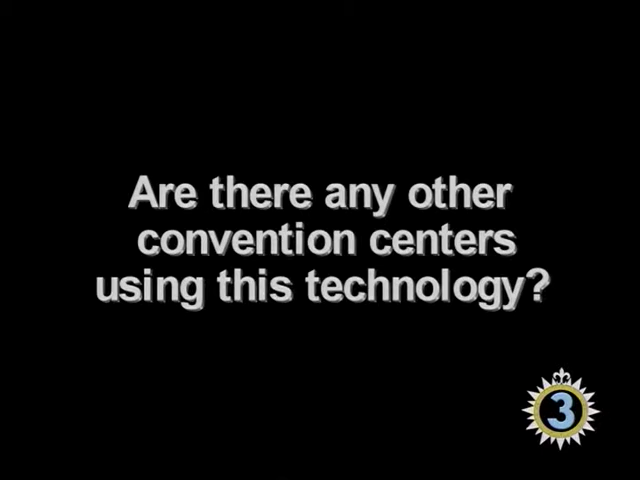 Are there any other
convention centers
using this technology?
3